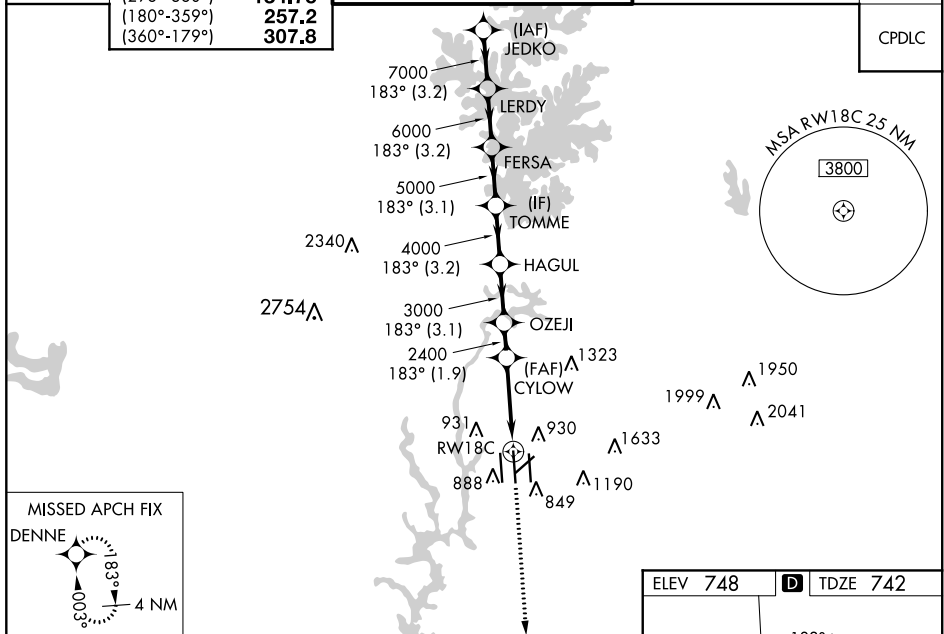 (180°-359°) 257.2
(360°-179°) 307.8
CPDLC
(IAF)
JEDKO
7000
183° (3.2)
LERDY
6000
183° (3.2)
FERSA
5000
183° (3.1)
(IF)
TOMME
4000
183° (3.2)
HAGUL
3000
183° (3.1)
OZEJI
2400
183° (1.9)
(FAF)
CYLOW
RW18C
MSA RW18C 25 NM
3800
2340
2754
1323
1950
1999
2041
931
930
1633
888
849
1190
MISSED APCH FIX
DENNE
183°
003°
4 NM
ELEV 748 D TDZE 742